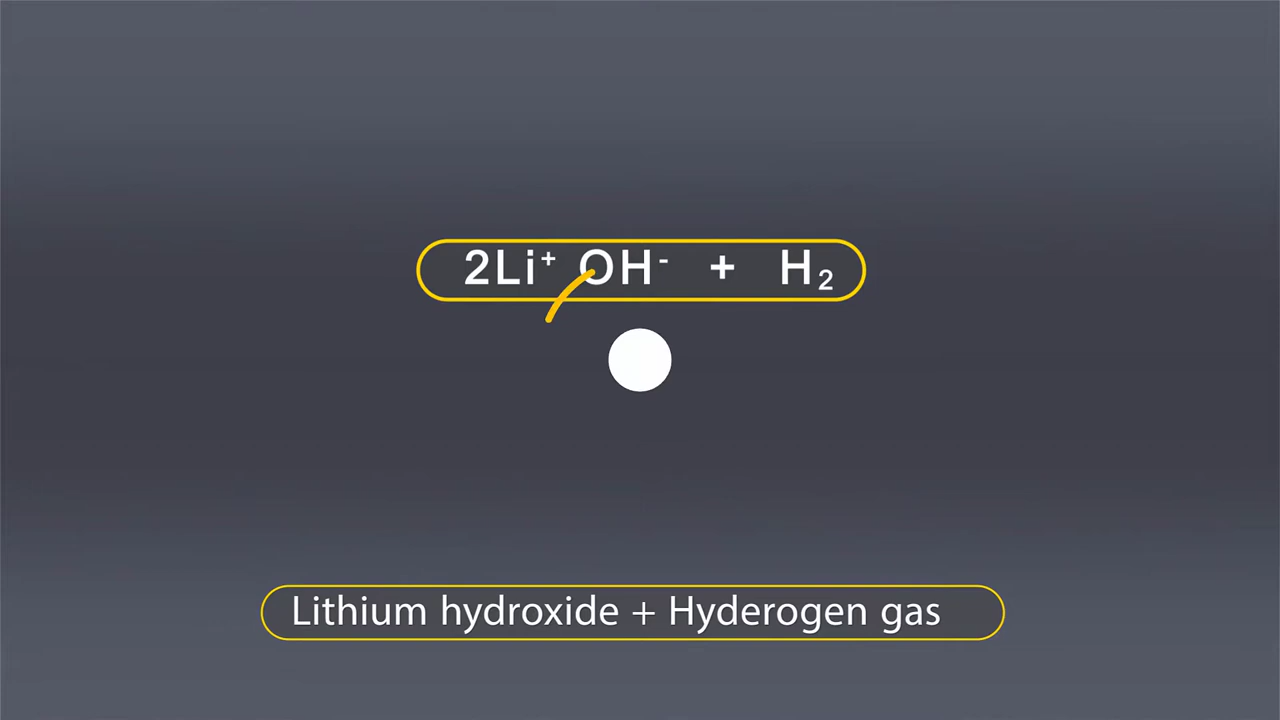 2Li⁺ OH⁻ + H₂
Lithium hydroxide + Hyderogen gas